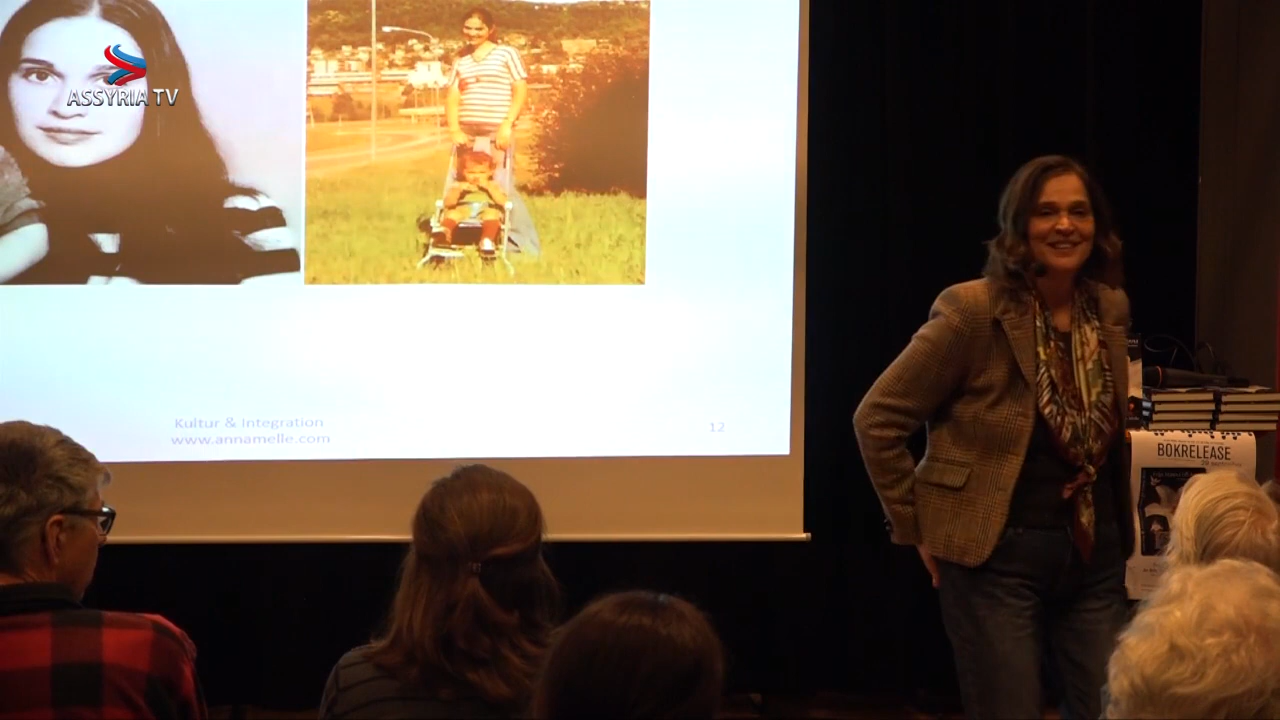 ASSYRIA TV
Kultur & Integration
www.annamelle.com
12
BOKRELEASE